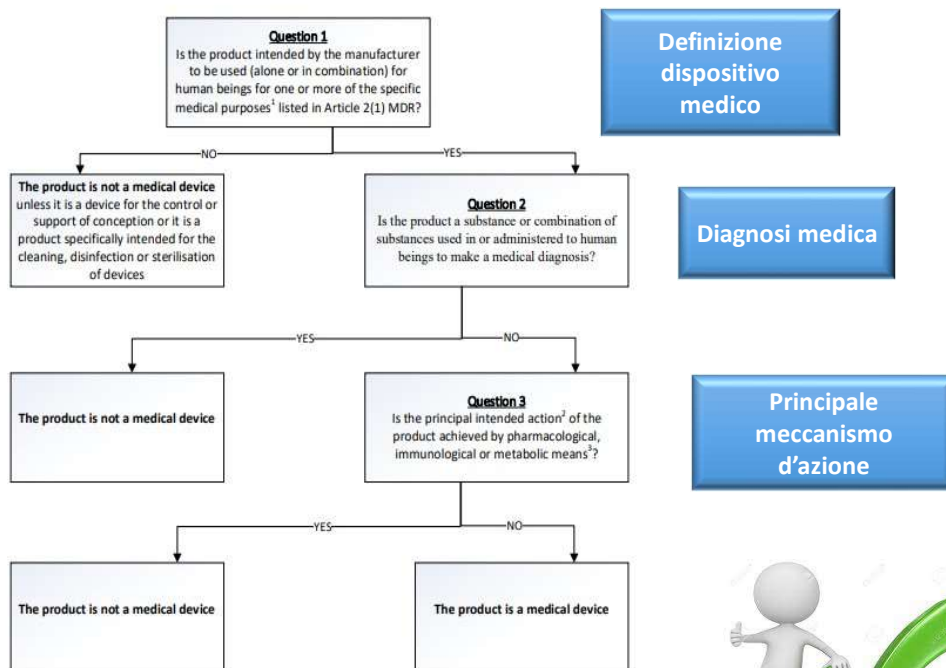 Question 1
Is the product intended by the manufacturer
to be used (alone or in combination) for
human beings for one or more of the specific
medical purposes¹ listed in Article 2(1) MDR?
Definizione
dispositivo
medico
NO
YES
The product is not a medical device
unless it is a device for the control or
support of conception or it is a
product specifically intended for the
cleaning, disinfection or sterilisation
of devices
Question 2
Is the product a substance or combination of
substances used in or administered to human
beings to make a medical diagnosis?
Diagnosi medica
YES
NO
The product is not a medical device
Question 3
Is the principal intended action² of the
product achieved by pharmacological,
immunological or metabolic means³?
Principale
meccanismo
d'azione
YES
NO
The product is not a medical device
The product is a medical device